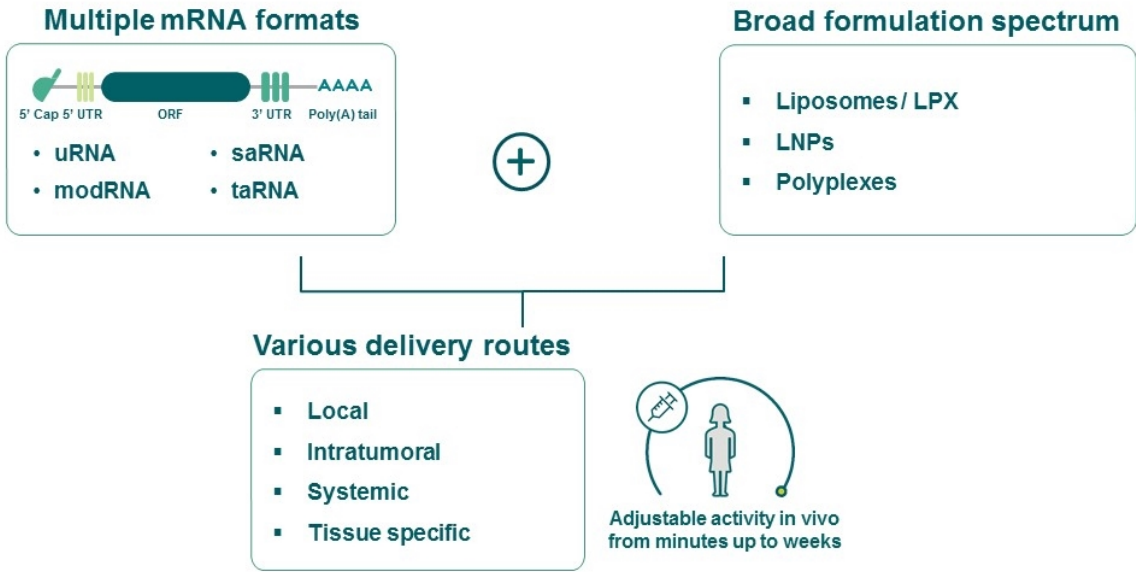 Multiple mRNA formats
AAAA
5' Cap 5' UTR ORF 3' UTR Poly(A) tail
• uRNA
• modRNA
• saRNA
• taRNA
Broad formulation spectrum
▪ Liposomes / LPX
▪ LNPs
▪ Polyplexes
Various delivery routes
▪ Local
▪ Intratumoral
▪ Systemic
▪ Tissue specific
Adjustable activity in vivo
from minutes up to weeks